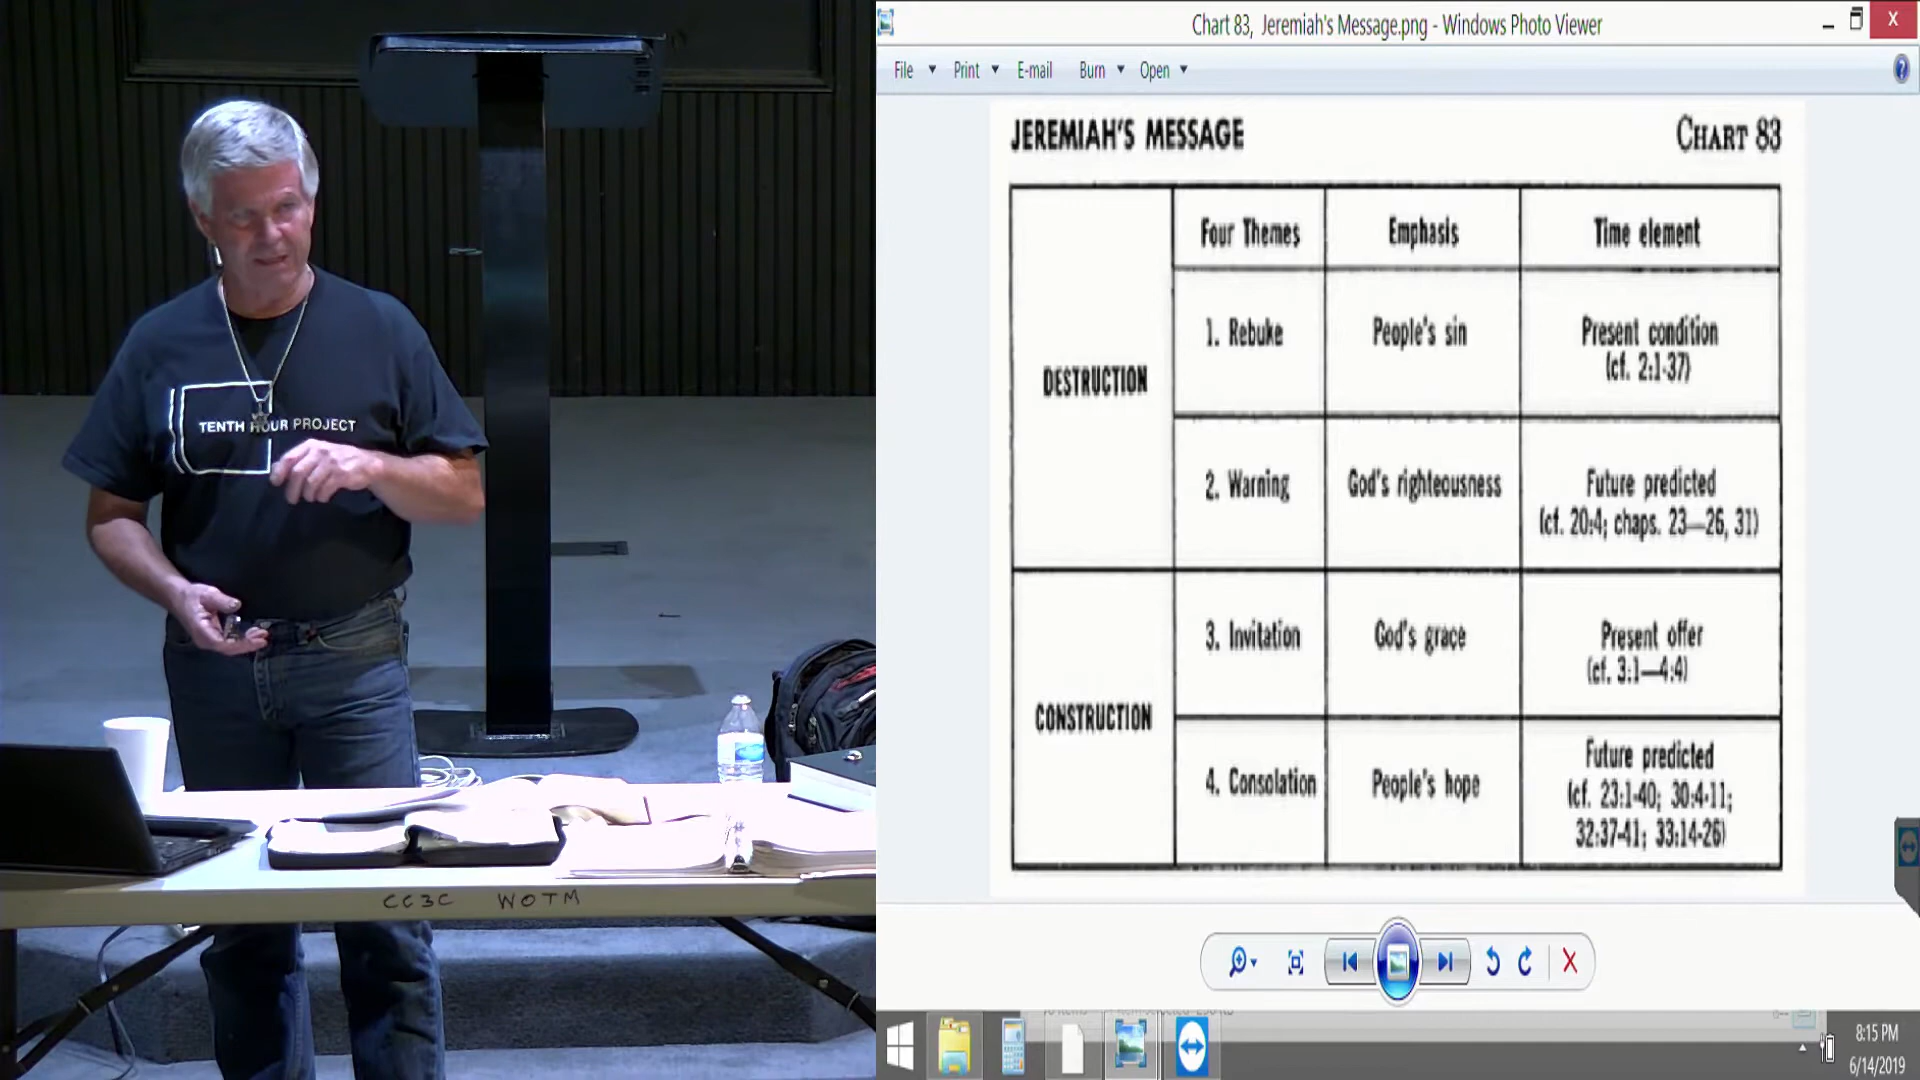 TENTH HOUR PROJECT
CC3C WOTM
Chart 83, Jeremiah's Message.png - Windows Photo Viewer
File Print E-mail Burn Open
JEREMIAH'S MESSAGE
CHART 83
Four Themes
Emphasis
Time element
DESTRUCTION
1. Rebuke
People's sin
Present condition
(cf. 2:1-37)
2. Warning
God's righteousness
Future predicted
(cf. 20:4; chaps. 23—26, 31)
CONSTRUCTION
3. Invitation
God's grace
Present offer
(cf. 3:1—4:4)
4. Consolation
People's hope
Future predicted
(cf. 23:1-40; 30:4-11;
32:37-41; 33:14-26)
8:15 PM
6/14/2019